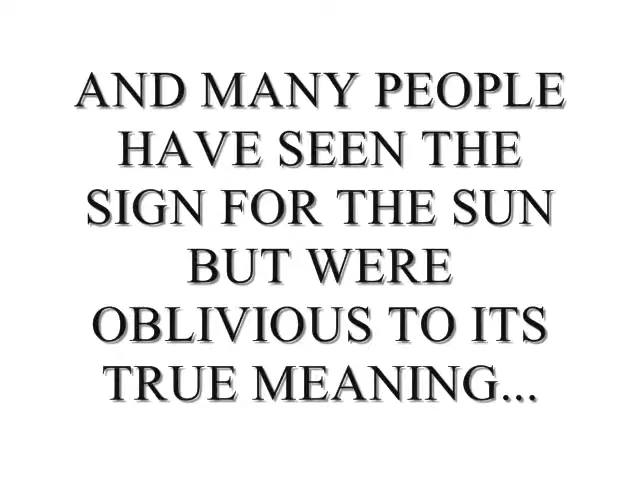 AND MANY PEOPLE
HAVE SEEN THE
SIGN FOR THE SUN
BUT WERE
OBLIVIOUS TO ITS
TRUE MEANING...